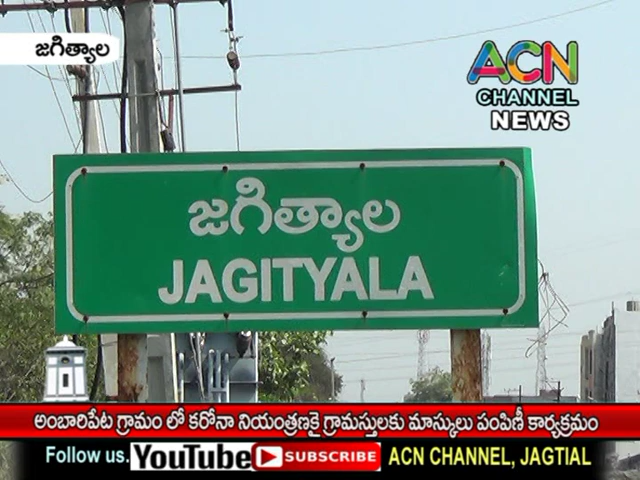 జగిత్యాల
ACN
CHANNEL
NEWS
జగిత్యాల
JAGITYALA
అంబారిపేట గ్రామం లో కరోనా నియంత్రణకై గ్రామస్తులకు మాస్కులు పంపిణీ కార్యక్రమం
Follow us. YouTube SUBSCRIBE ACN CHANNEL, JAGTIAL